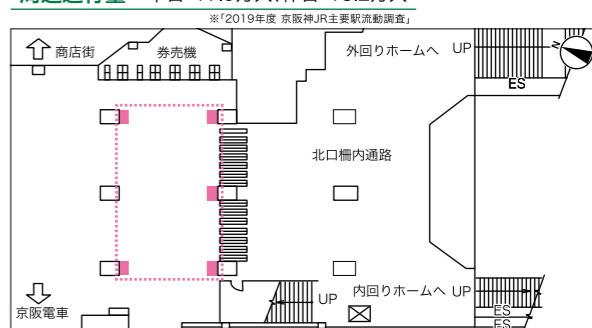 ※「2019年度 京阪神JR主要駅流動調査」
商店街
券売機
外回りホームへ UP
N
ES
北口柵内通路
京阪電車
UP
内回りホームへ UP
ES
ES